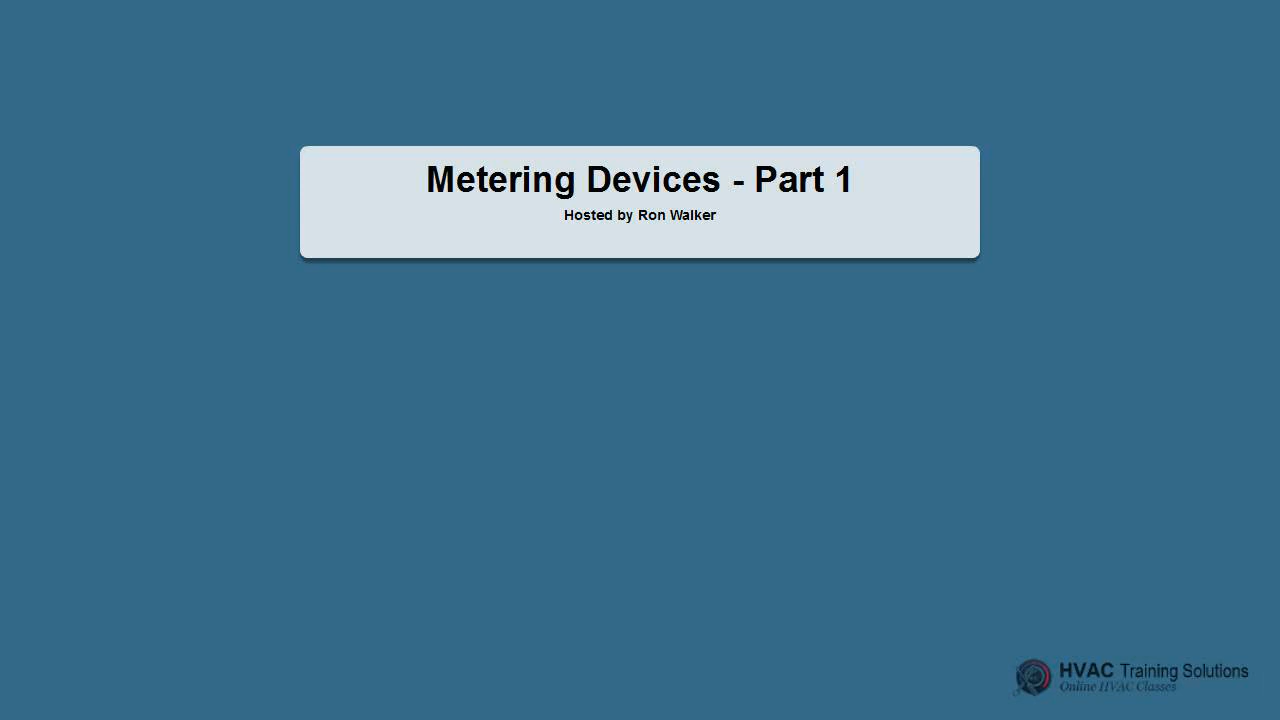 Metering Devices - Part 1
Hosted by Ron Walker
HVAC Training Solutions
Online HVAC Classes